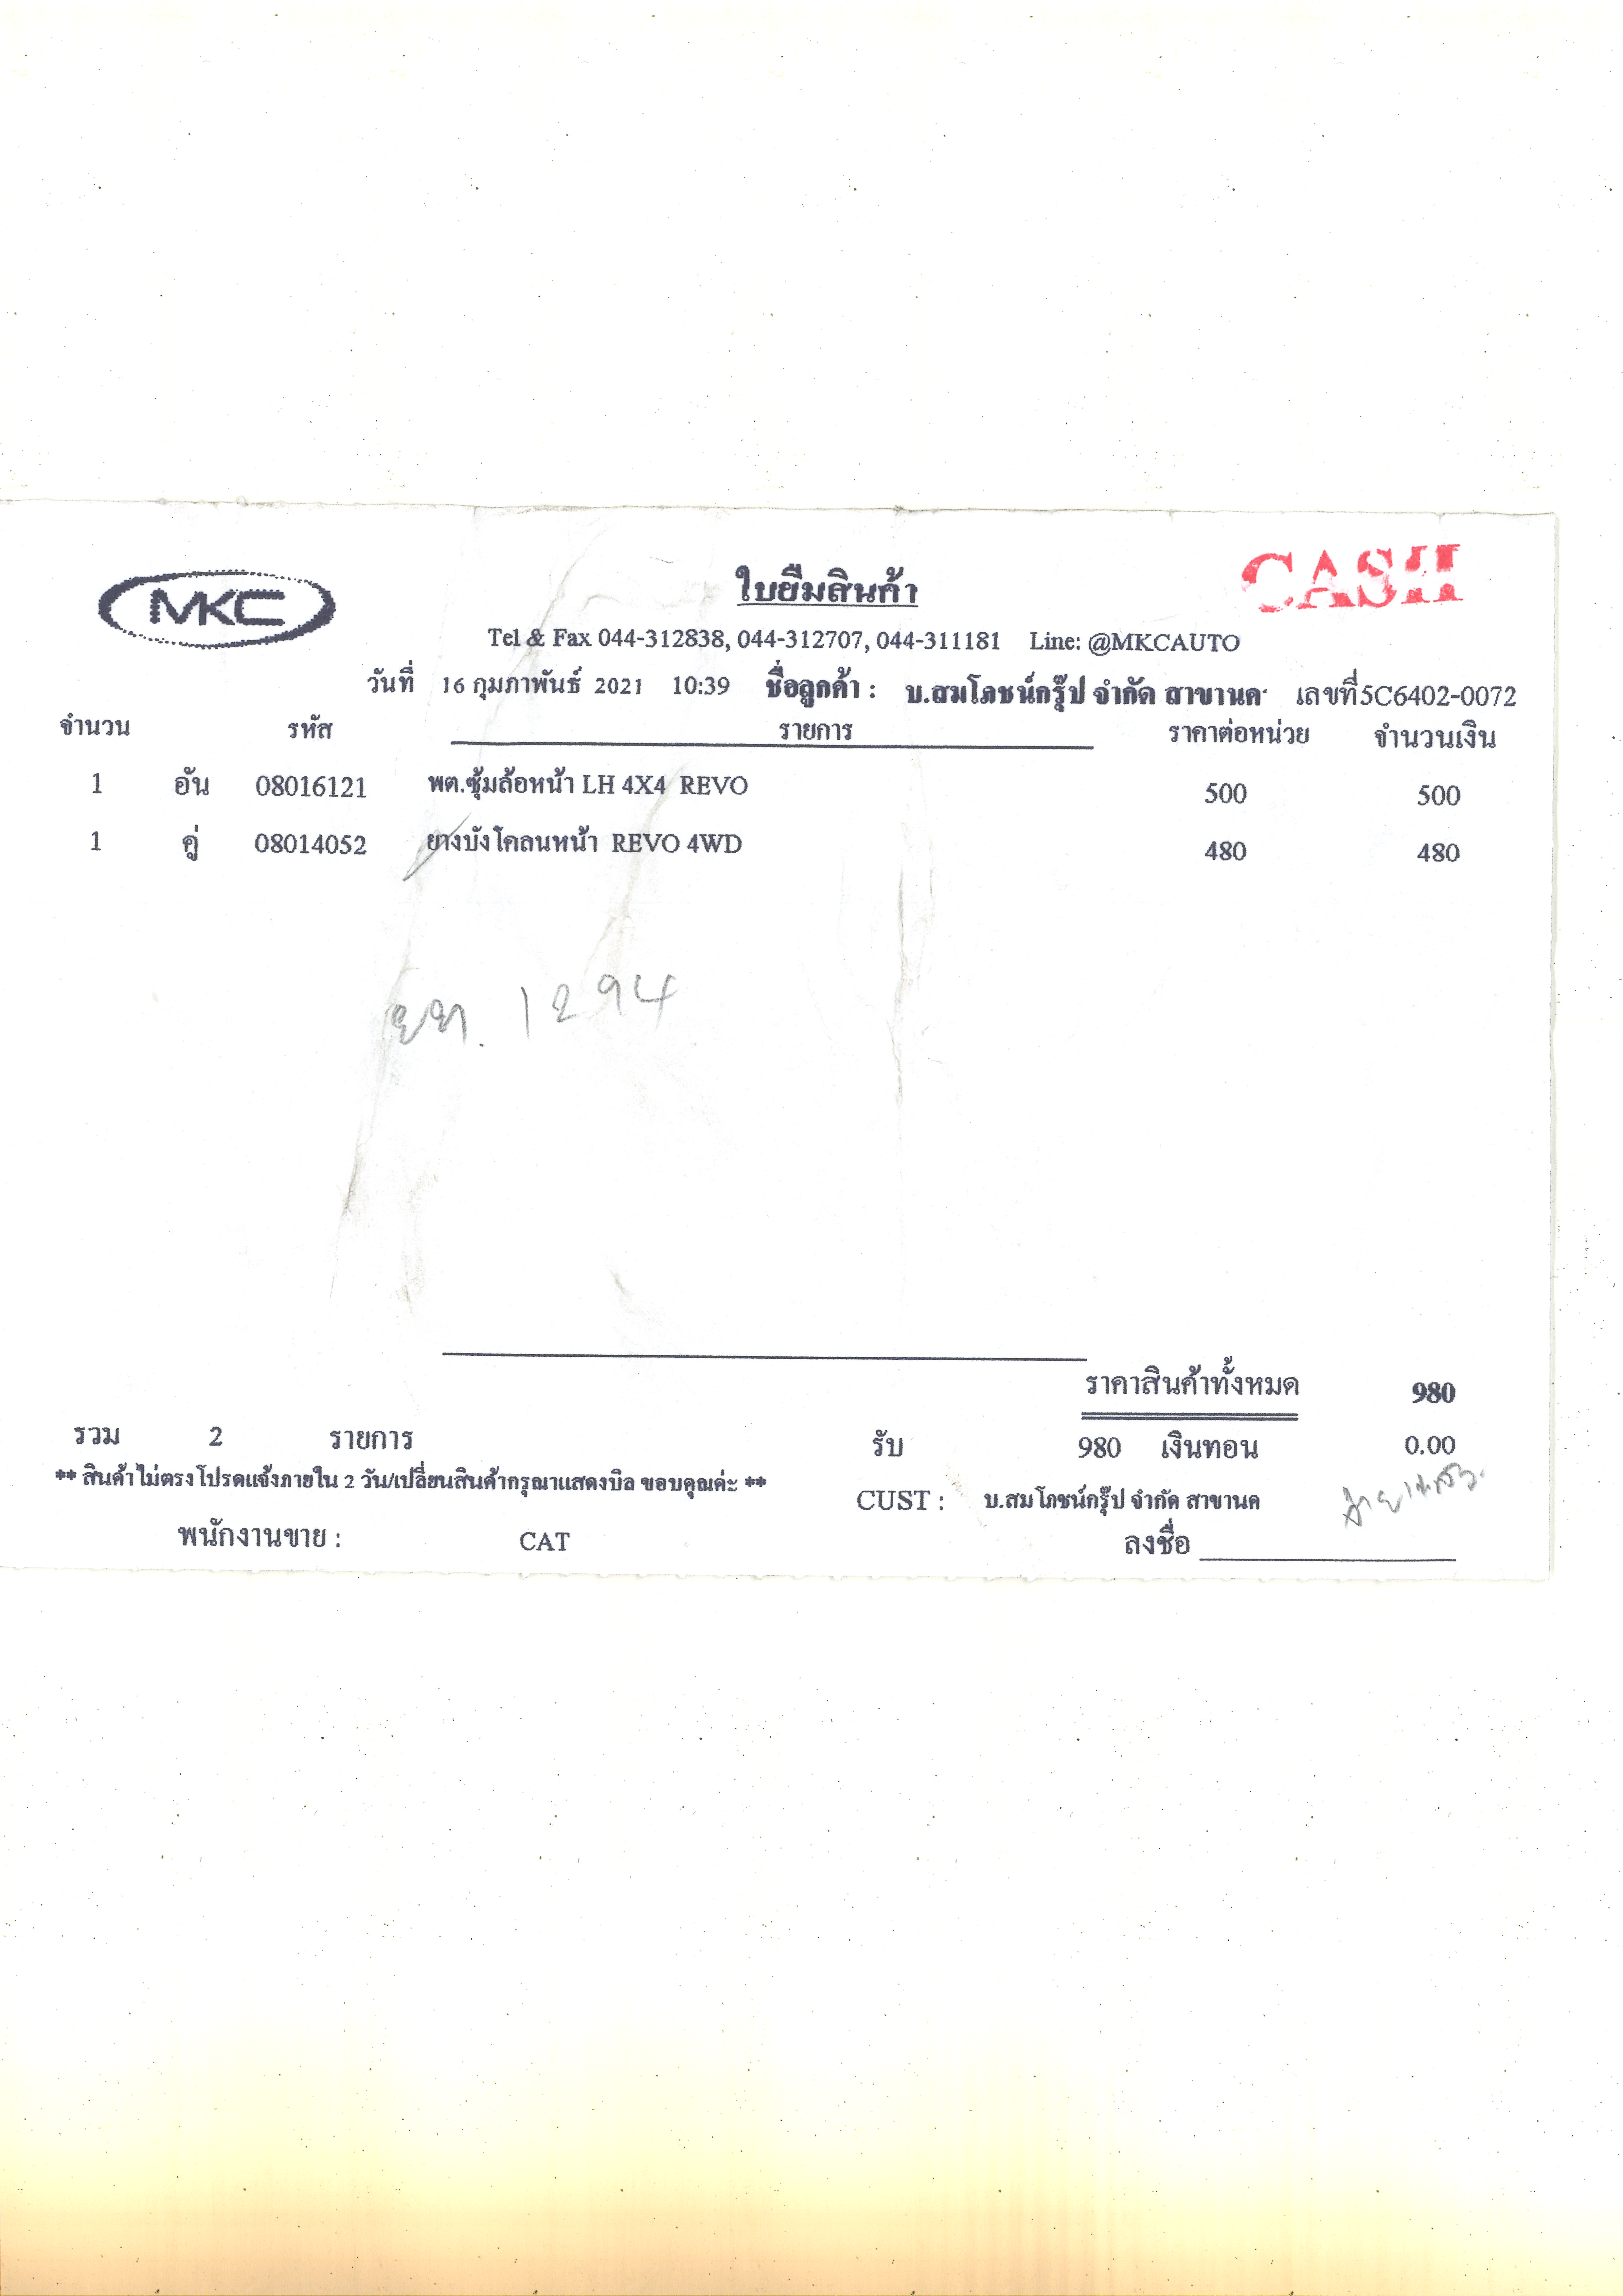 MKC
ใบยืมสินค้า
CASH
Tel & Fax 044-312838, 044-312707, 044-311181 Line: @MKCAUTO
วันที่ 16 กุมภาพันธ์ 2021 10:39 ชื่อลูกค้า : บ.สมโภชน์กรุ๊ป จำกัด สาขานค เลขที่5C6402-0072
จำนวน รหัส รายการ ราคาต่อหน่วย จำนวนเงิน
1 อัน 08016121 พต.ซุ้มล้อหน้า LH 4X4 REVO 500 500
1 คู่ 08014052 ยางบังโคลนหน้า REVO 4WD 480 480
1294
ราคาสินค้าทั้งหมด 980
รวม 2 รายการ รับ 980 เงินทอน 0.00
** สินค้าไม่ตรงโปรดแจ้งภายใน 2 วัน/เปลี่ยนสินค้ากรุณาแสดงบิล ขอบคุณค่ะ **
CUST : บ.สมโภชน์กรุ๊ป จำกัด สาขานค
พนักงานขาย : CAT ลงชื่อ